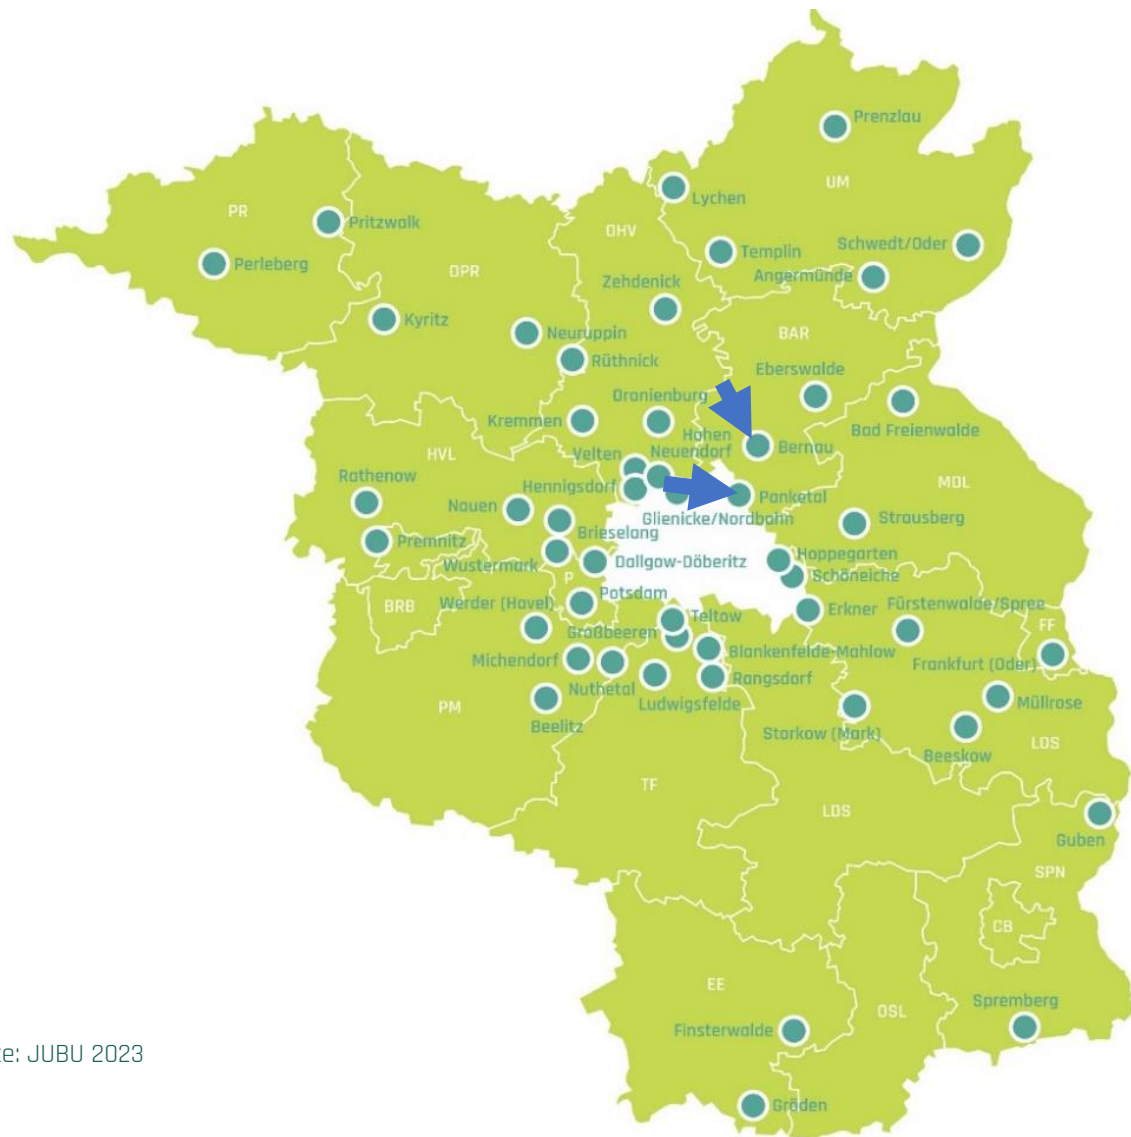 Prenzlau
UM
Lychen
PR
Pritzwalk
OHV
Schwedt/Oder
Templin
Perleberg
OPR
Angermünde
Zehdenick
Kyritz
Neuruppin
BAR
Rüthnick
Eberswalde
Oranienburg
Kremmen
Bad Freienwalde
Hohen
Neuendorf
Bernau
Velten
HVL
Rathenow
MOL
Hennigsdorf
Panketal
Nauen
Glienicke/Nordbahn
Strausberg
Brieselang
Premnitz
Hoppegarten
Wustermark
Dallgow-Döberitz
Schöneiche
P
Potsdam
BRB
Werder (Havel)
Erkner
Fürstenwalde/Spree
Teltow
FF
Großbeeren
Blankenfelde-Mahlow
Michendorf
Frankfurt (Oder)
Rangsdorf
Nuthetal
Ludwigsfelde
PM
Müllrose
Beelitz
Storkow (Mark)
LOS
Beeskow
TF
LDS
Guben
SPN
CB
EE
Spremberg
OSL
Finsterwalde
te: JUBU 2023
Gröden